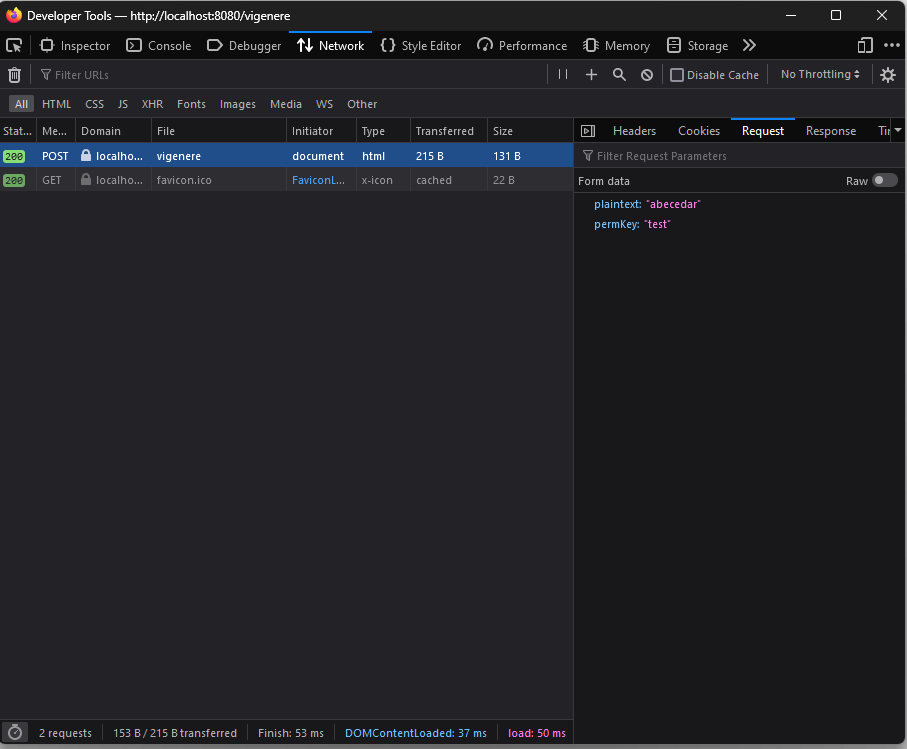 Developer Tools — http://localhost:8080/vigenere
Inspector Console Debugger Network Style Editor Performance Memory Storage
Filter URLs Disable Cache No Throttling
All HTML CSS JS XHR Fonts Images Media WS Other
Stat... Me... Domain File Initiator Type Transferred Size
200 POST localho... vigenere document html 215 B 131 B
200 GET localho... favicon.ico FaviconL... x-icon cached 22 B
Headers Cookies Request Response Tir
Filter Request Parameters
Form data Raw
plaintext: "abecedar"
permKey: "test"
2 requests 153 B / 215 B transferred Finish: 53 ms DOMContentLoaded: 37 ms load: 50 ms